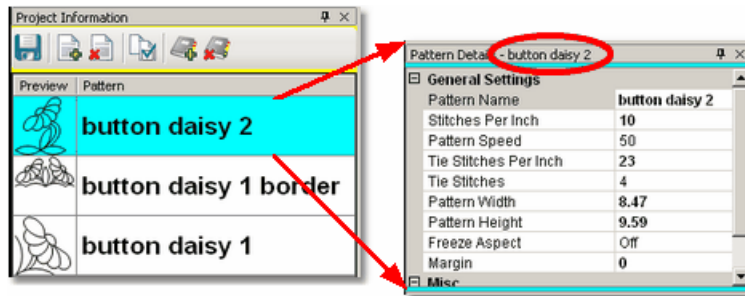 Project Information
Preview Pattern
button daisy 2
button daisy 1 border
button daisy 1
Pattern Detail - button daisy 2
General Settings
Pattern Name button daisy 2
Stitches Per Inch 10
Pattern Speed 50
Tie Stitches Per Inch 23
Tie Stitches 4
Pattern Width 8.47
Pattern Height 9.59
Freeze Aspect Off
Margin 0
Misc